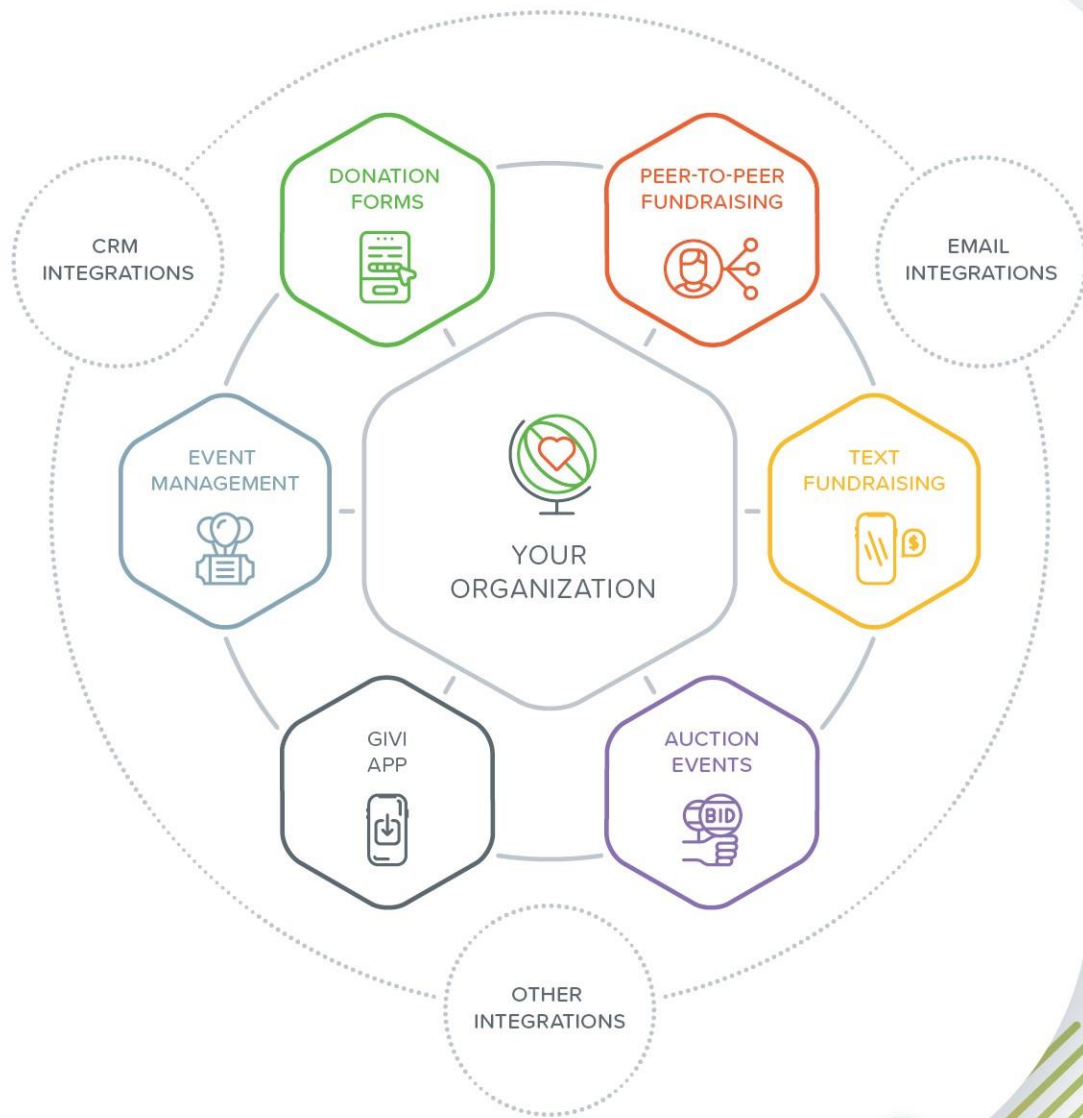 DONATION
FORMS
PEER-TO-PEER
FUNDRAISING
CRM
INTEGRATIONS
EMAIL
INTEGRATIONS
EVENT
MANAGEMENT
TEXT
FUNDRAISING
$
YOUR
ORGANIZATION
GIVI
APP
AUCTION
EVENTS
BID
OTHER
INTEGRATIONS